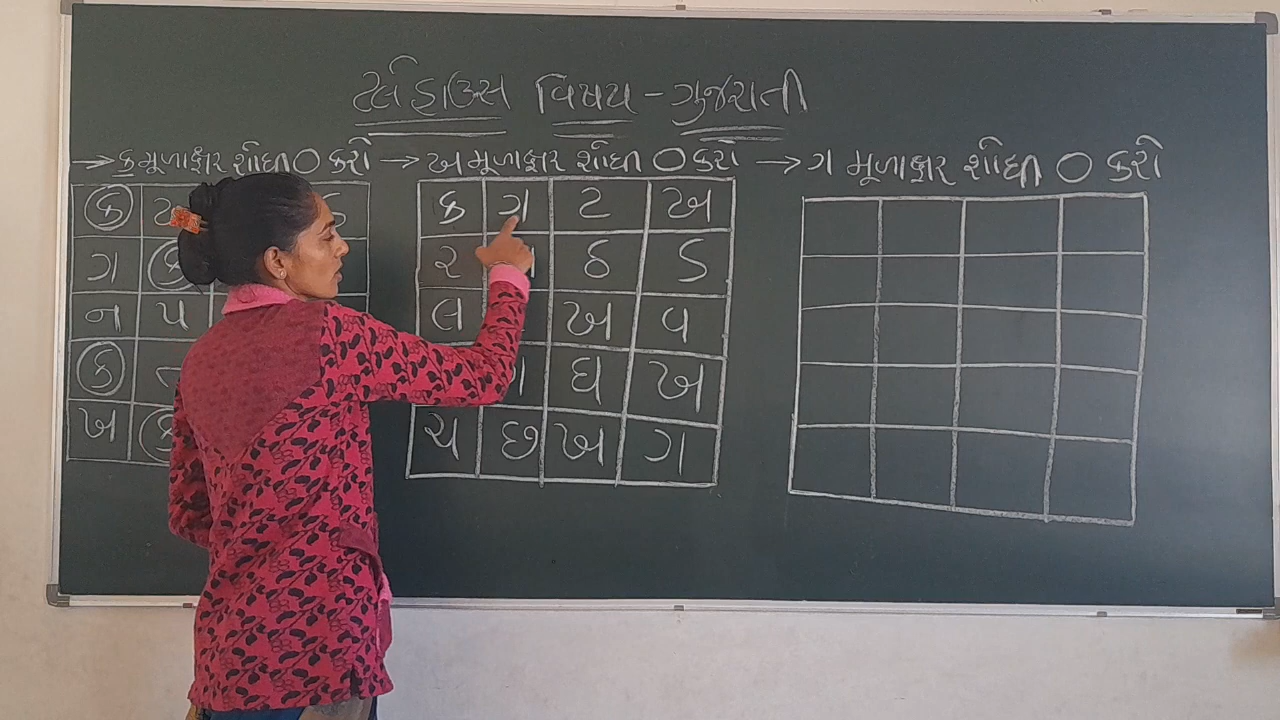 વિષય - ગુજરાતી
→ ક મૂળાક્ષર શોધી O કરો
→ ખ મૂળાક્ષર શોધી O કરો
→ ગ મૂળાક્ષર શોધી O કરો
ક
ગ ક
ન પ
ક
ખ ક
ક ગ ટ ખ
ર ઠ ડ
લ ખ વ
ઘ ખ
ચ છ ખ ગ